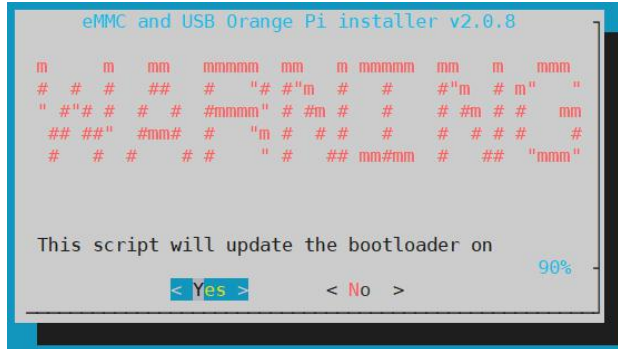 eMMC and USB Orange Pi installer v2.0.8
WARNING
This script will update the bootloader on
90%
< Yes > < No >